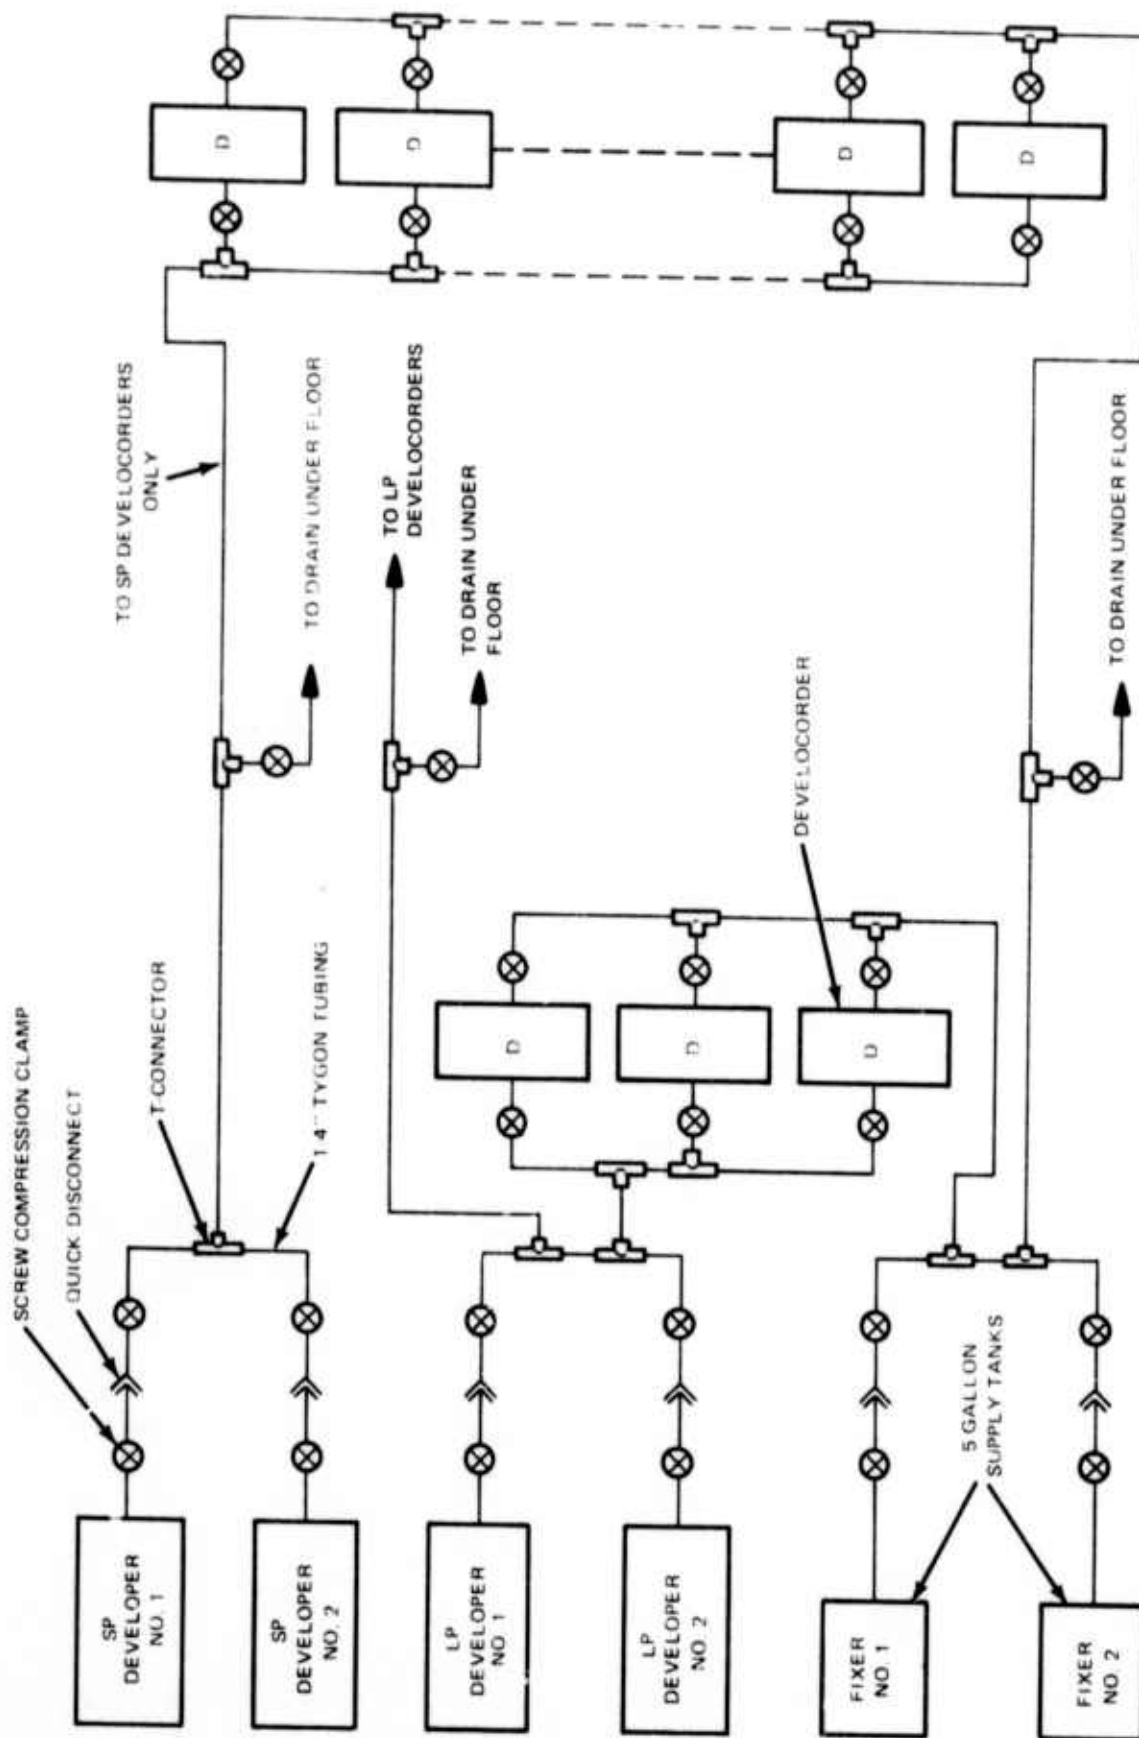 SCREW COMPRESSION CLAMP
QUICK DISCONNECT
T-CONNECTOR
1 4" TYGON TUBING
TO SP DEVELOCORDERS
ONLY
TO DRAIN UNDER FLOOR
TO LP
DEVELOCORDERS
TO DRAIN UNDER
FLOOR
DEVELOCORDER
TO DRAIN UNDER FLOOR
5 GALLON
SUPPLY TANKS
SP
DEVELOPER
NO. 1
SP
DEVELOPER
NO. 2
LP
DEVELOPER
NO 1
LP
DEVELOPER
NO. 2
FIXER
NO. 1
FIXER
NO. 2
D
D
D
D
D
D
D